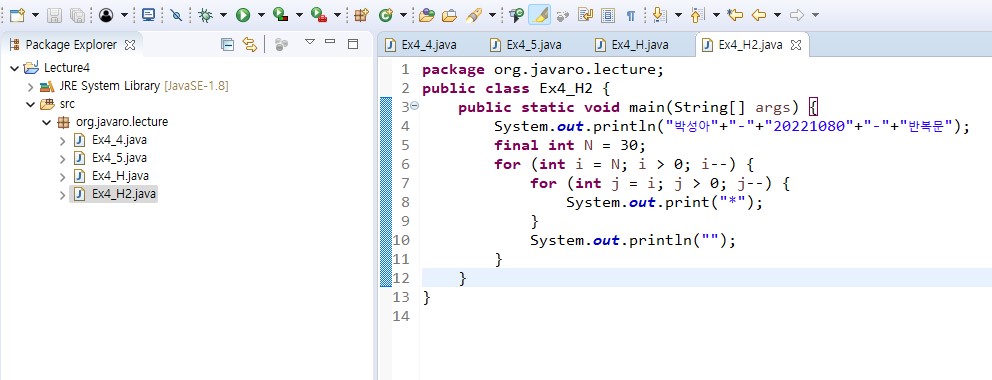 Package Explorer
Lecture4
JRE System Library [JavaSE-1.8]
src
org.javaro.lecture
Ex4_4.java
Ex4_5.java
Ex4_H.java
Ex4_H2.java
Ex4_4.java Ex4_5.java Ex4_H.java Ex4_H2.java
1 package org.javaro.lecture;
2 public class Ex4_H2 {
3 public static void main(String[] args) {
4 System.out.println("박성아"+"-"+"20221080"+"-"+"반복문");
5 final int N = 30;
6 for (int i = N; i > 0; i--) {
7 for (int j = i; j > 0; j--) {
8 System.out.print("*");
9 }
10 System.out.println("");
11 }
12 }
13 }
14